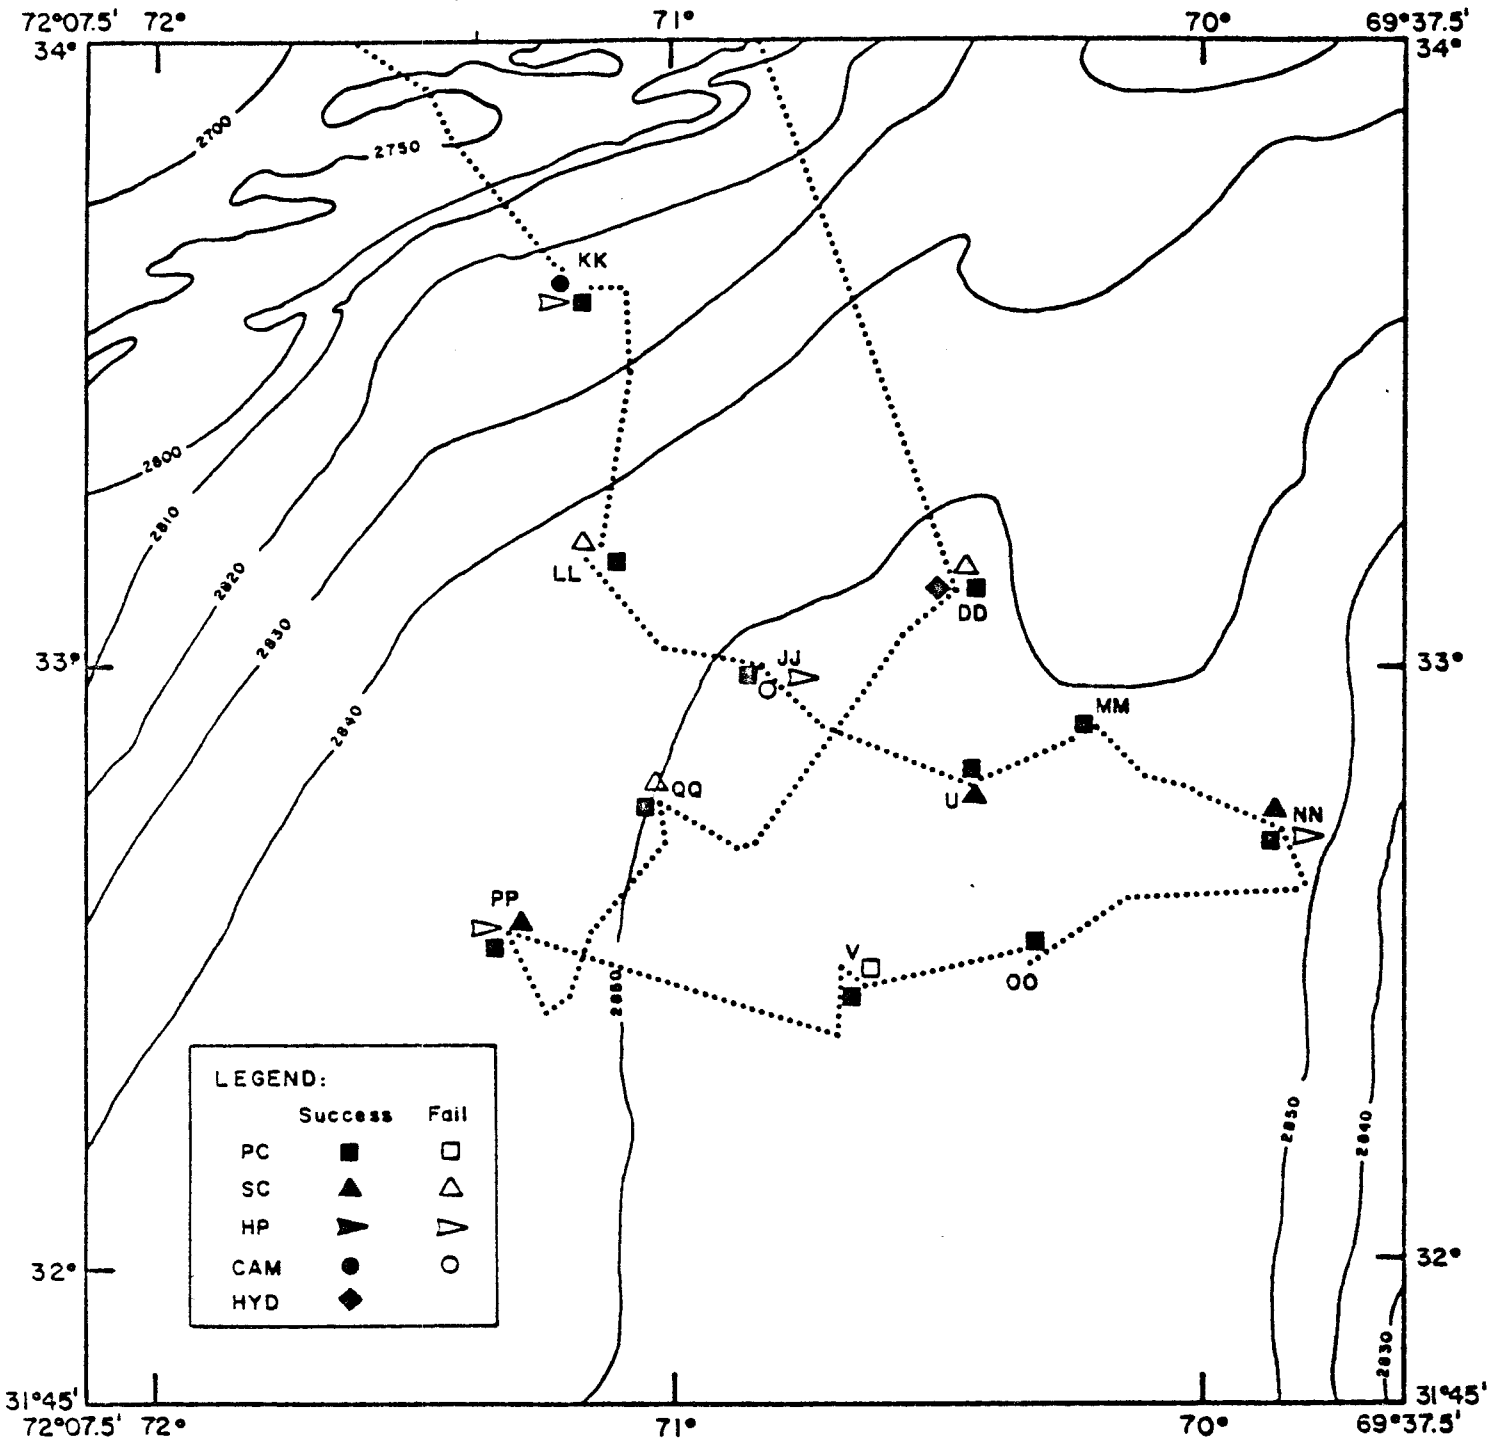 72°07.5' 72° 71° 70° 69°37.5'
34° 34°
2700
2750
KK
2800
2810
LL
2820
DD
2830
33° 33°
JJ
MM
2840
QQ
U
NN
PP
V
OO
2850
LEGEND:
Success Fail
PC
SC
HP
CAM
HYD
2850
2840
2830
32° 32°
31°45' 31°45'
72°07.5' 72° 71° 70° 69°37.5'